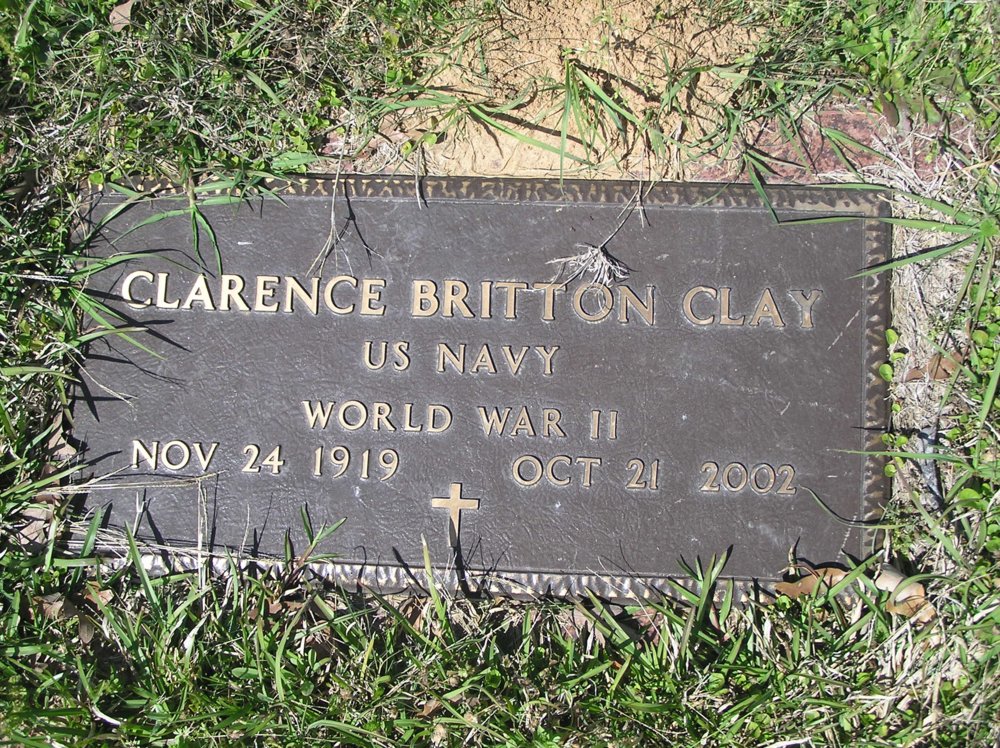 CLARENCE BRITTON CLAY
US NAVY
WORLD WAR II
NOV 24 1919 OCT 21 2002